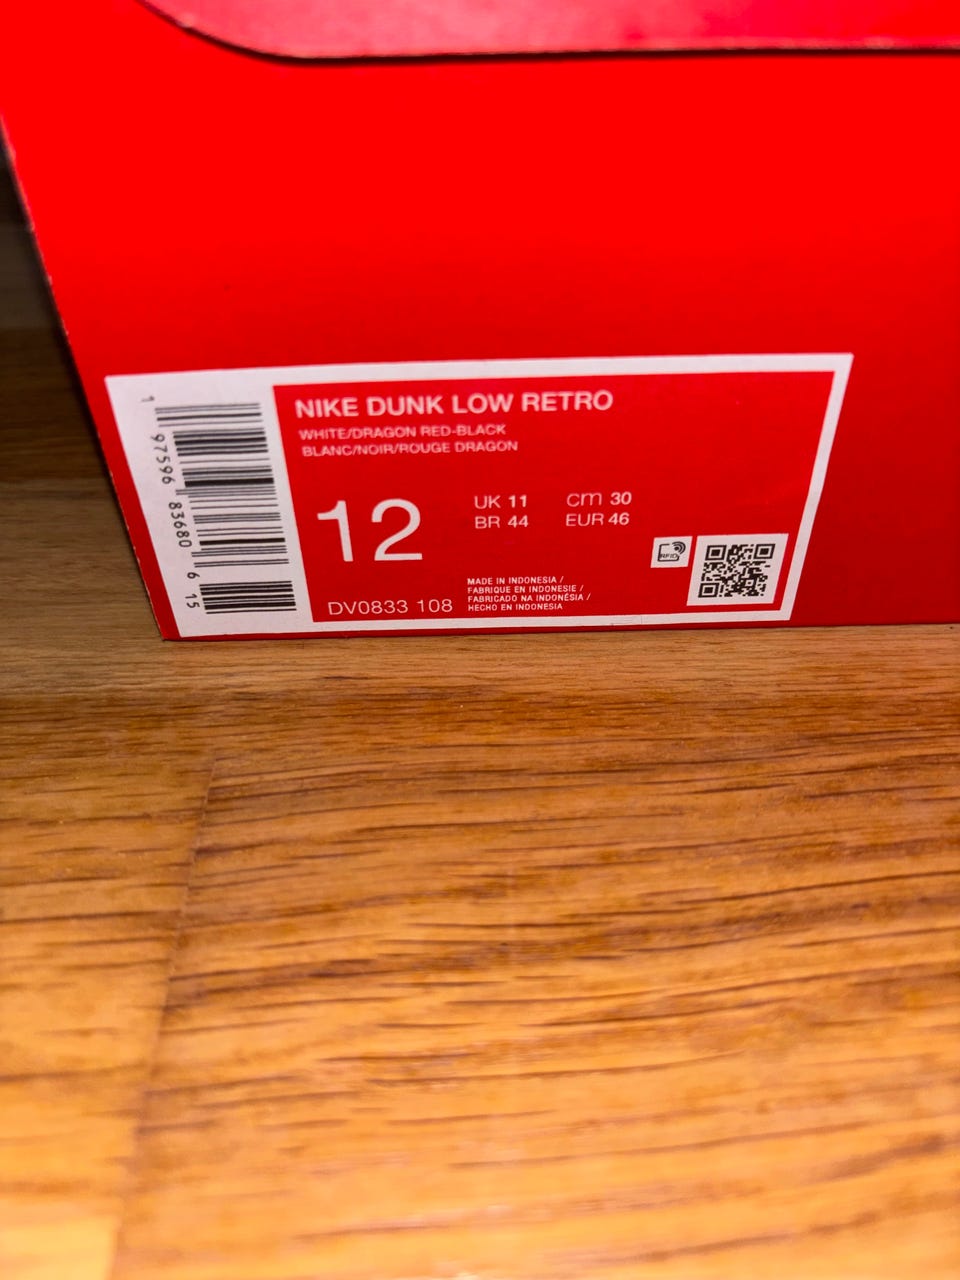 NIKE DUNK LOW RETRO
WHITE/DRAGON RED-BLACK
BLANC/NOIR/ROUGE DRAGON
12
UK 11 cm 30
BR 44 EUR 46
RFID
DV0833 108
MADE IN INDONESIA /
FABRIQUE EN INDONESIE /
FABRICADO NA INDONÉSIA /
HECHO EN INDONESIA
1 97596 83680 6 15